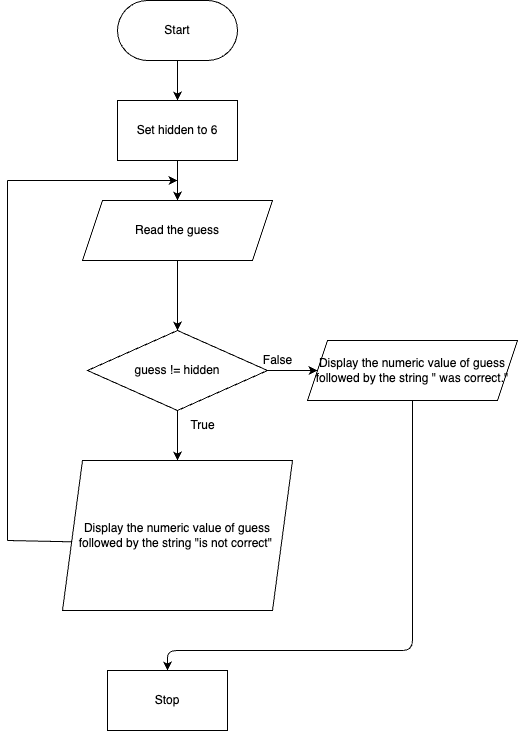 Start
Set hidden to 6
Read the guess
guess != hidden
False
Display the numeric value of guess
followed by the string " was correct."
True
Display the numeric value of guess
followed by the string "is not correct"
Stop